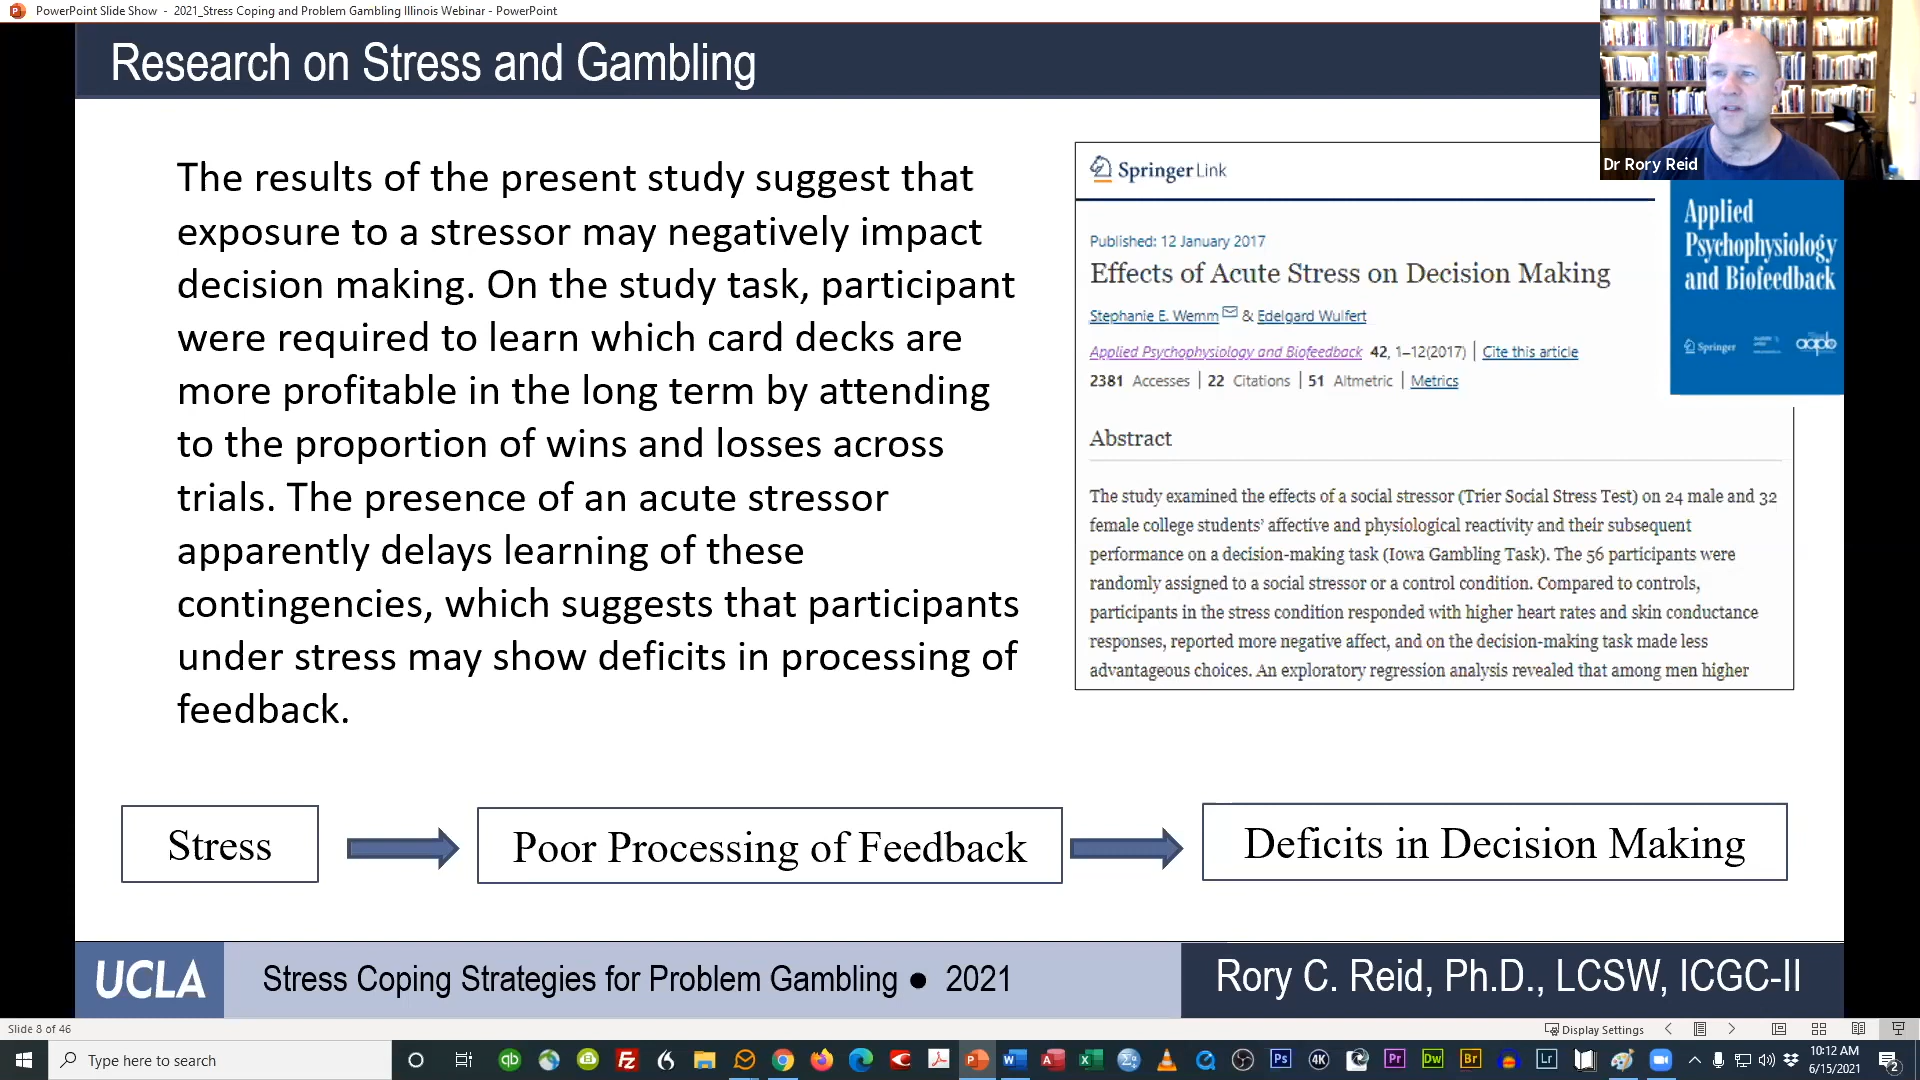 PowerPoint Slide Show - 2021_Stress Coping and Problem Gambling Illinois Webinar - PowerPoint
Research on Stress and Gambling
Dr Rory Reid
The results of the present study suggest that
exposure to a stressor may negatively impact
decision making. On the study task, participant
were required to learn which card decks are
more profitable in the long term by attending
to the proportion of wins and losses across
trials. The presence of an acute stressor
apparently delays learning of these
contingencies, which suggests that participants
under stress may show deficits in processing of
feedback.
Springer Link
Published: 12 January 2017
Effects of Acute Stress on Decision Making
Stephanie E. Wemm & Edelgard Wulfert
Applied Psychophysiology and Biofeedback 42, 1–12(2017) | Cite this article
2381 Accesses | 22 Citations | 51 Altmetric | Metrics
Abstract
The study examined the effects of a social stressor (Trier Social Stress Test) on 24 male and 32
female college students' affective and physiological reactivity and their subsequent
performance on a decision-making task (Iowa Gambling Task). The 56 participants were
randomly assigned to a social stressor or a control condition. Compared to controls,
participants in the stress condition responded with higher heart rates and skin conductance
responses, reported more negative affect, and on the decision-making task made less
advantageous choices. An exploratory regression analysis revealed that among men higher
Applied
Psychophysiology
and Biofeedback
Springer
aapb
Stress
Poor Processing of Feedback
Deficits in Decision Making
UCLA
Stress Coping Strategies for Problem Gambling ● 2021
Rory C. Reid, Ph.D., LCSW, ICGC-II
Slide 8 of 46
Display Settings
Type here to search
qb
Fz
P
W
A
X
Ps
4K
Pr
Dw
Br
Lr
10:12 AM
6/15/2021
2